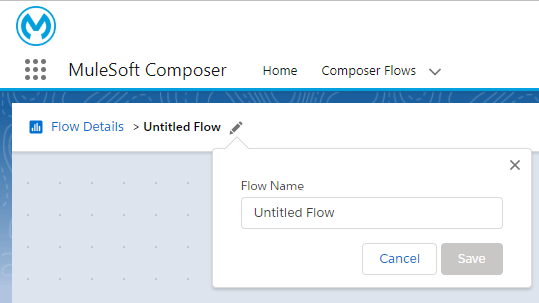 MuleSoft Composer Home Composer Flows
Flow Details > Untitled Flow
Flow Name
Untitled Flow
Cancel Save